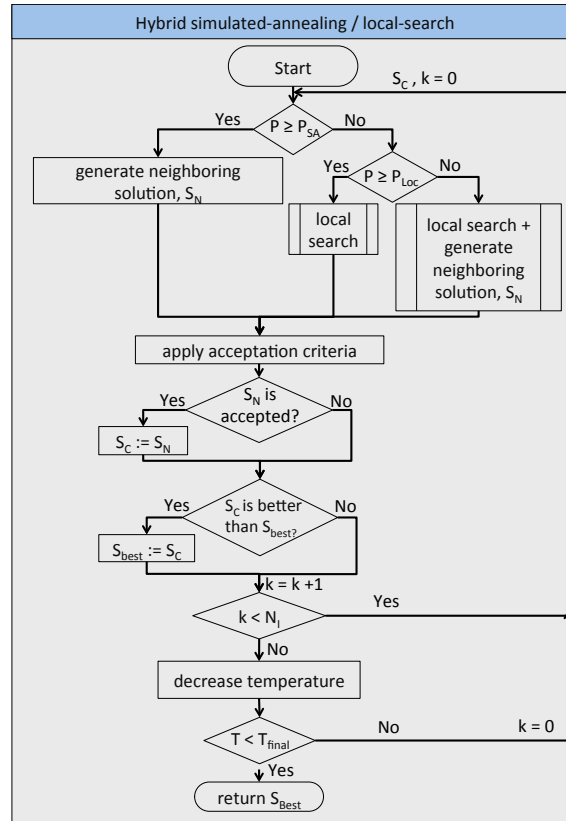 Hybrid simulated-annealing / local-search
Start
S_C , k = 0
Yes
P ≥ P_SA
No
generate neighboring
solution, S_N
Yes
P ≥ P_Loc
No
local
search
local search +
generate
neighboring
solution, S_N
apply acceptation criteria
Yes
S_N is
accepted?
No
S_C := S_N
Yes
S_C is better
than S_best?
No
S_best := S_C
k = k +1
k < N_I
Yes
No
decrease temperature
T < T_final
No
k = 0
Yes
return S_Best